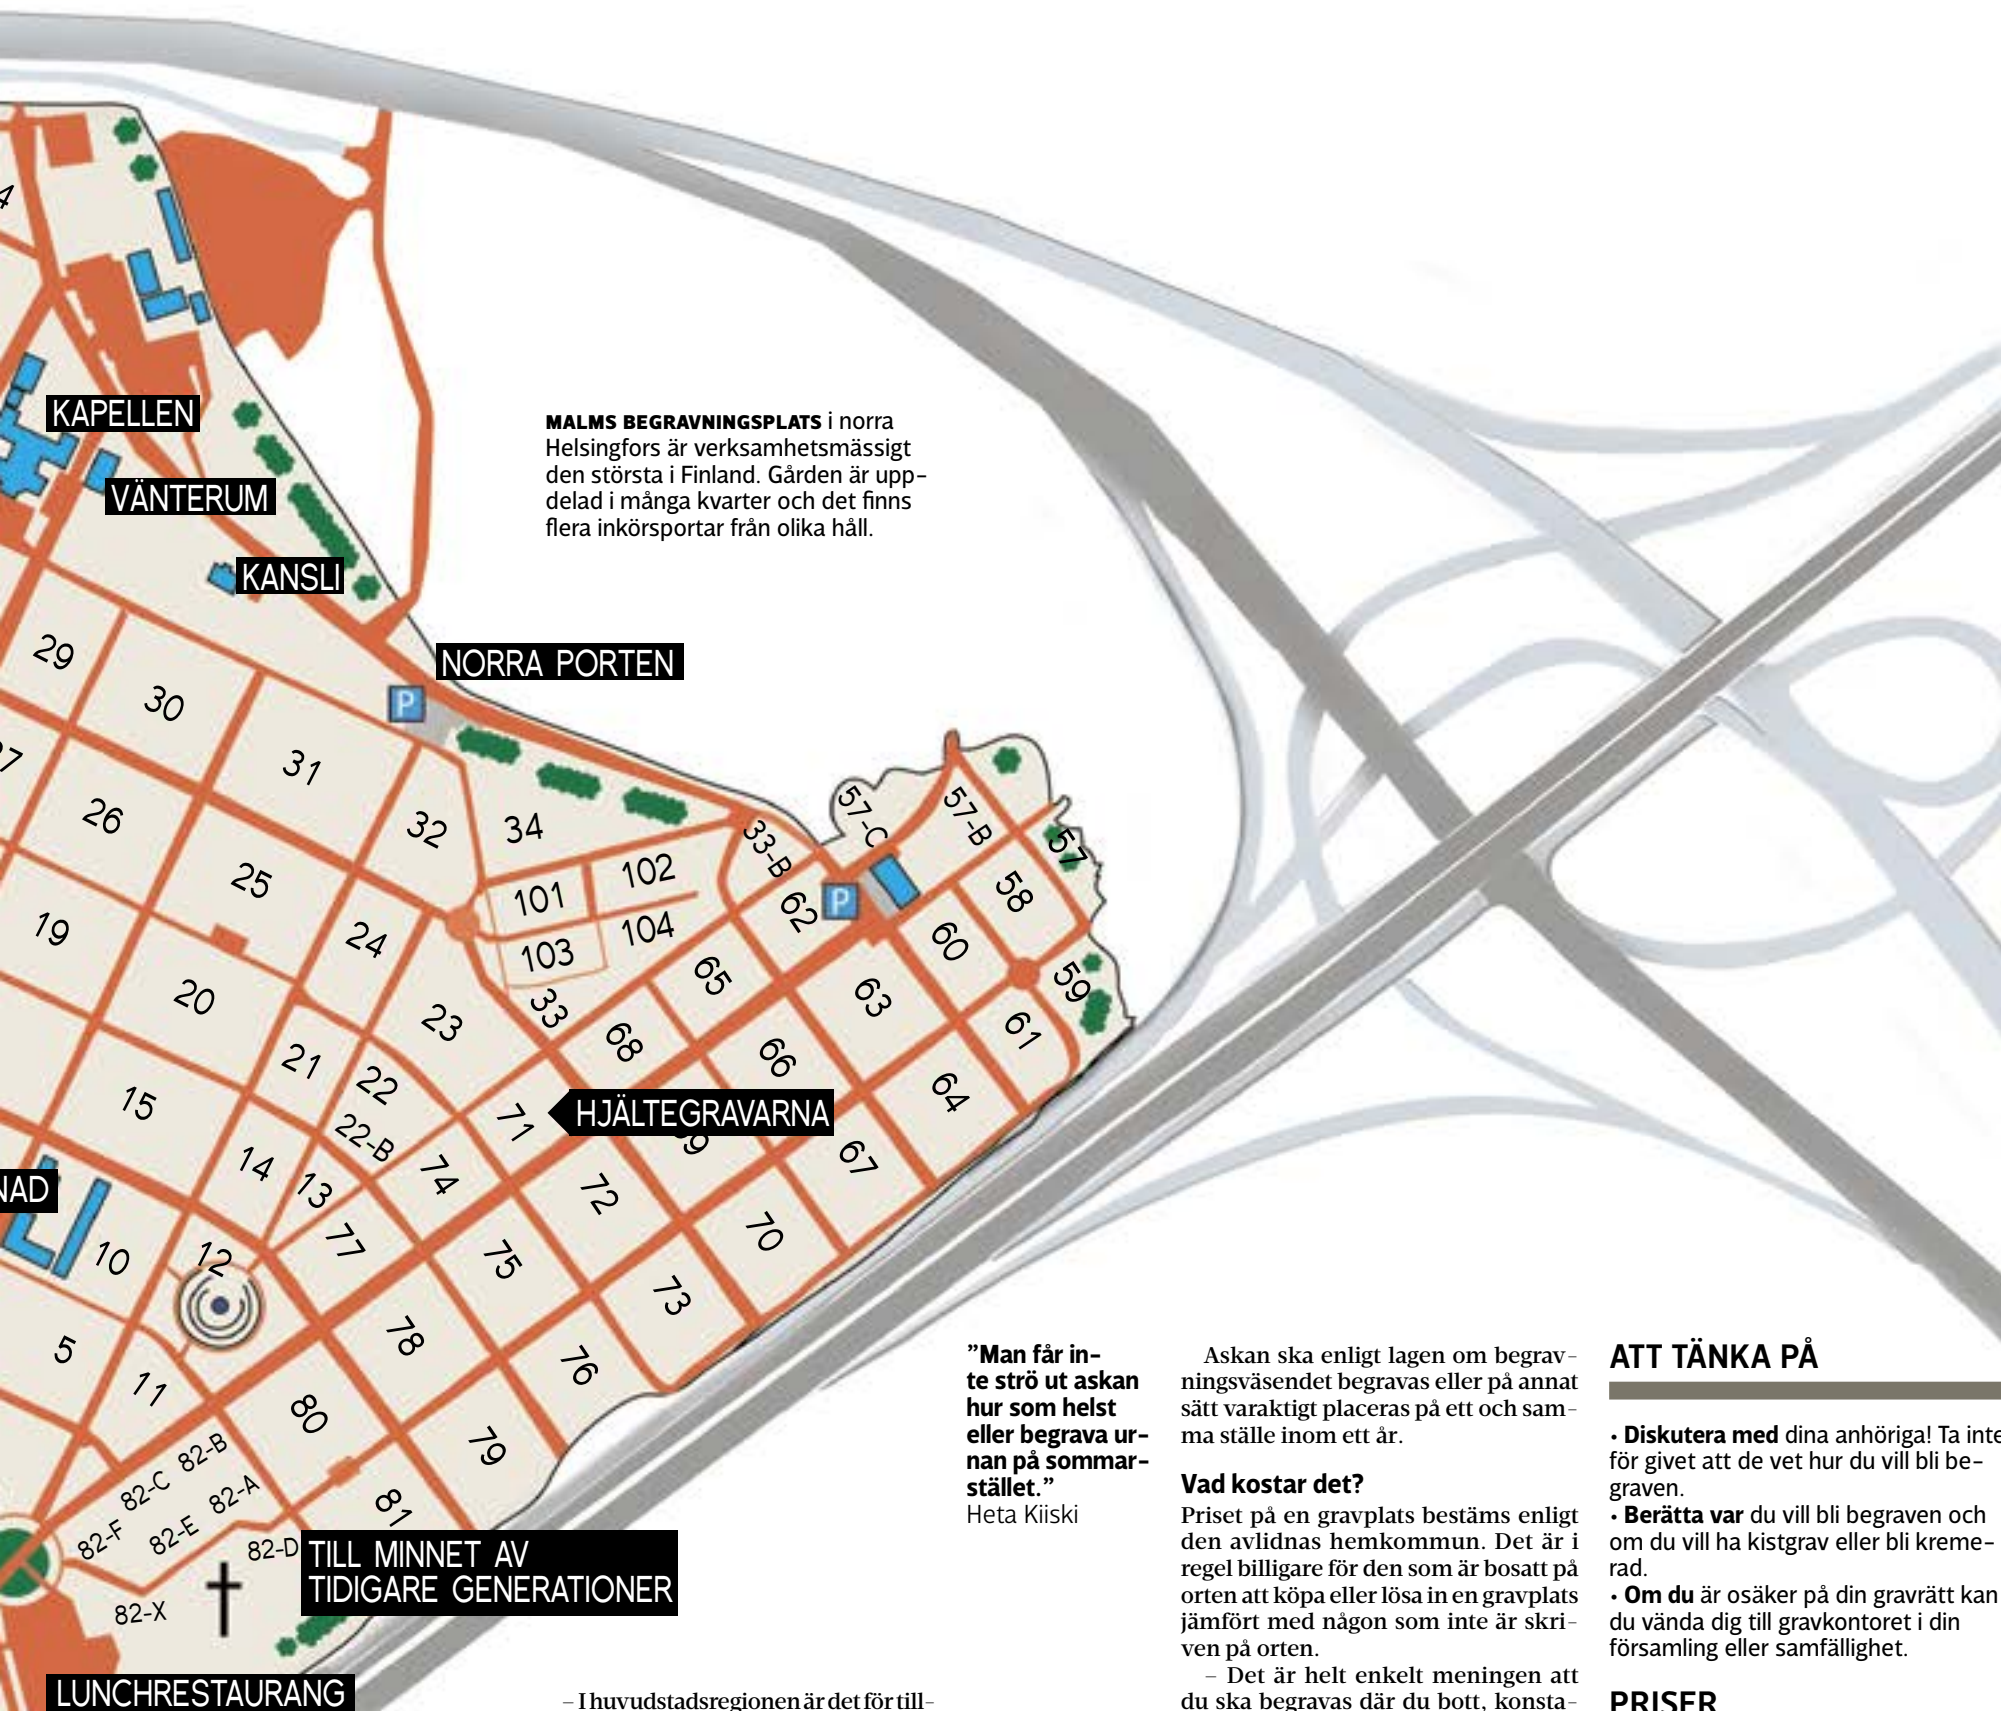 4
KAPELLEN
VÄNTERUM
KANSLI
NORRA PORTEN
P
MALMS BEGRAVNINGSPLATS i norra
Helsingfors är verksamhetsmässigt
den största i Finland. Gården är upp-
delad i många kvarter och det finns
flera inkörsportar från olika håll.
29
30
31
32
34
7
26
25
24
19
20
23
101
102
103
104
33-B
33
57-C
57-B
57
58
P
62
60
59
65
63
61
68
66
64
21
22
22-B
15
14
13
71
HJÄLTEGRAVARNA
9
67
74
72
70
NAD
10
12
77
75
73
5
11
78
76
80
79
81
82-B
82-C
82-A
82-F
82-E
82-D
82-X
TILL MINNET AV
TIDIGARE GENERATIONER
LUNCHRESTAURANG
– I huvudstadsregionen är det för till-
”Man får in-
te strö ut askan
hur som helst
eller begrava ur-
nan på sommar-
stället.”
Heta Kiiski
Askan ska enligt lagen om begrav-
ningsväsendet begravas eller på annat
sätt varaktigt placeras på ett och sam-
ma ställe inom ett år.
Vad kostar det?
Priset på en gravplats bestäms enligt
den avlidnas hemkommun. Det är i
regel billigare för den som är bosatt på
orten att köpa eller lösa in en gravplats
jämfört med någon som inte är skri-
ven på orten.
– Det är helt enkelt meningen att
du ska begravas där du bott, konsta-
ATT TÄNKA PÅ
• Diskutera med dina anhöriga! Ta inte
för givet att de vet hur du vill bli be-
graven.
• Berätta var du vill bli begraven och
om du vill ha kistgrav eller bli kreme-
rad.
• Om du är osäker på din gravrätt kan
du vända dig till gravkontoret i din
församling eller samfällighet.
PRISER